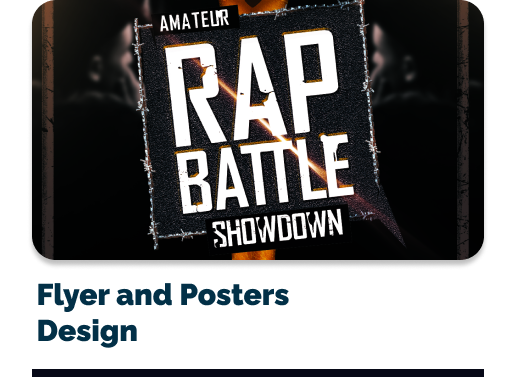 AMATEUR
RAP
BATTLE
SHOWDOWN
Flyer and Posters
Design